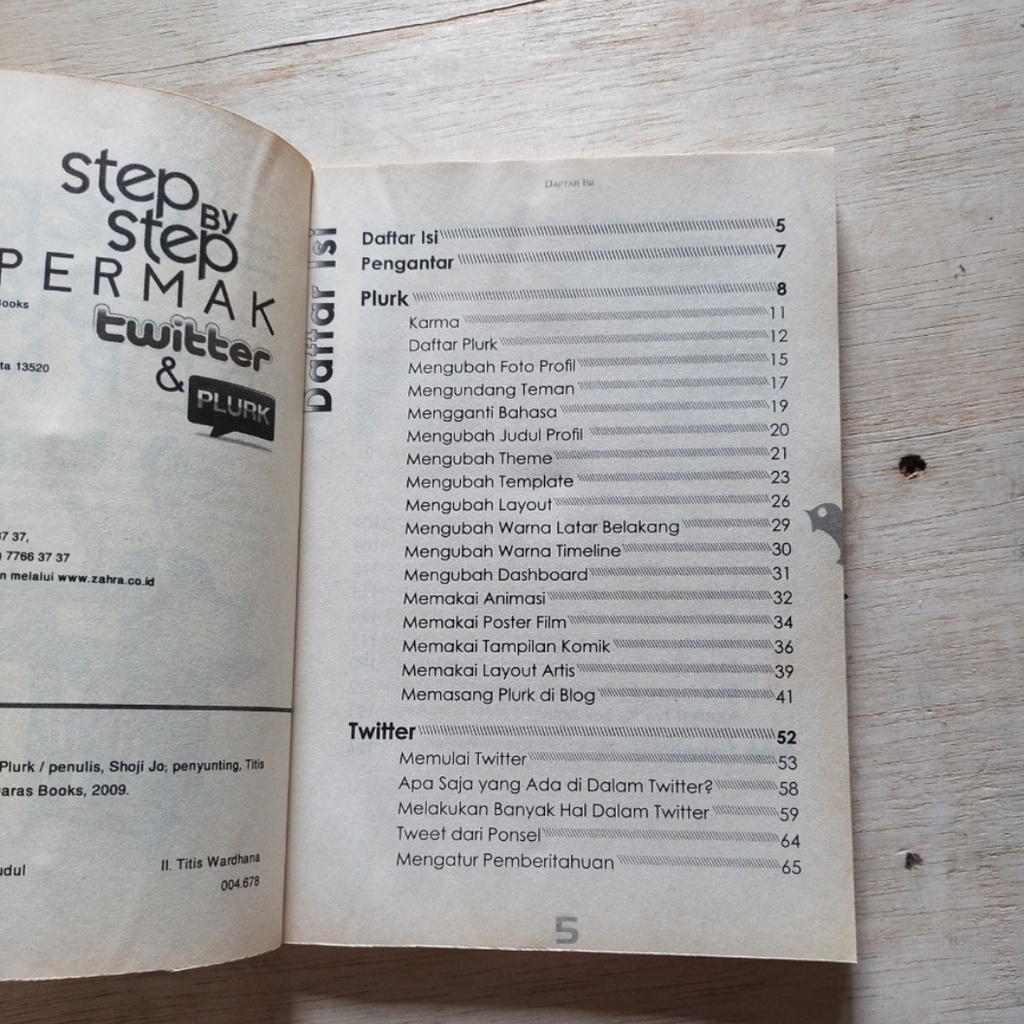 step
BY
step
PERMAK
ooks
twitter
ta 13520
&
PLURK
37 37,
) 7766 37 37
n melalui www.zahra.co.id
Plurk / penulis, Shoji Jo; penyunting, Titis
aras Books, 2009.
udul
II. Titis Wardhana
004.678
Daftar Isi
Daftar Isi
Daftar Isi 5
Pengantar 7
Plurk 8
Karma 11
Daftar Plurk 12
Mengubah Foto Profil 15
Mengundang Teman 17
Mengganti Bahasa 19
Mengubah Judul Profil 20
Mengubah Theme 21
Mengubah Template 23
Mengubah Layout 26
Mengubah Warna Latar Belakang 29
Mengubah Warna Timeline 30
Mengubah Dashboard 31
Memakai Animasi 32
Memakai Poster Film 34
Memakai Tampilan Komik 36
Memakai Layout Artis 39
Memasang Plurk di Blog 41
Twitter 52
Memulai Twitter 53
Apa Saja yang Ada di Dalam Twitter? 58
Melakukan Banyak Hal Dalam Twitter 59
Tweet dari Ponsel 64
Mengatur Pemberitahuan 65
5